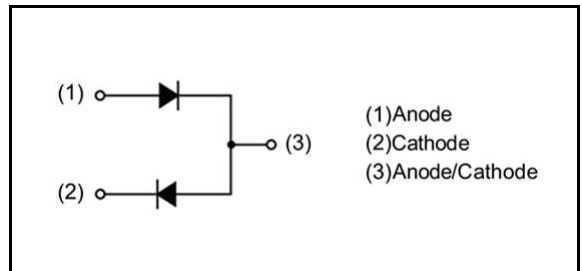 (1)
(1)Anode
(3)
(2)Cathode
(3)Anode/Cathode
(2)